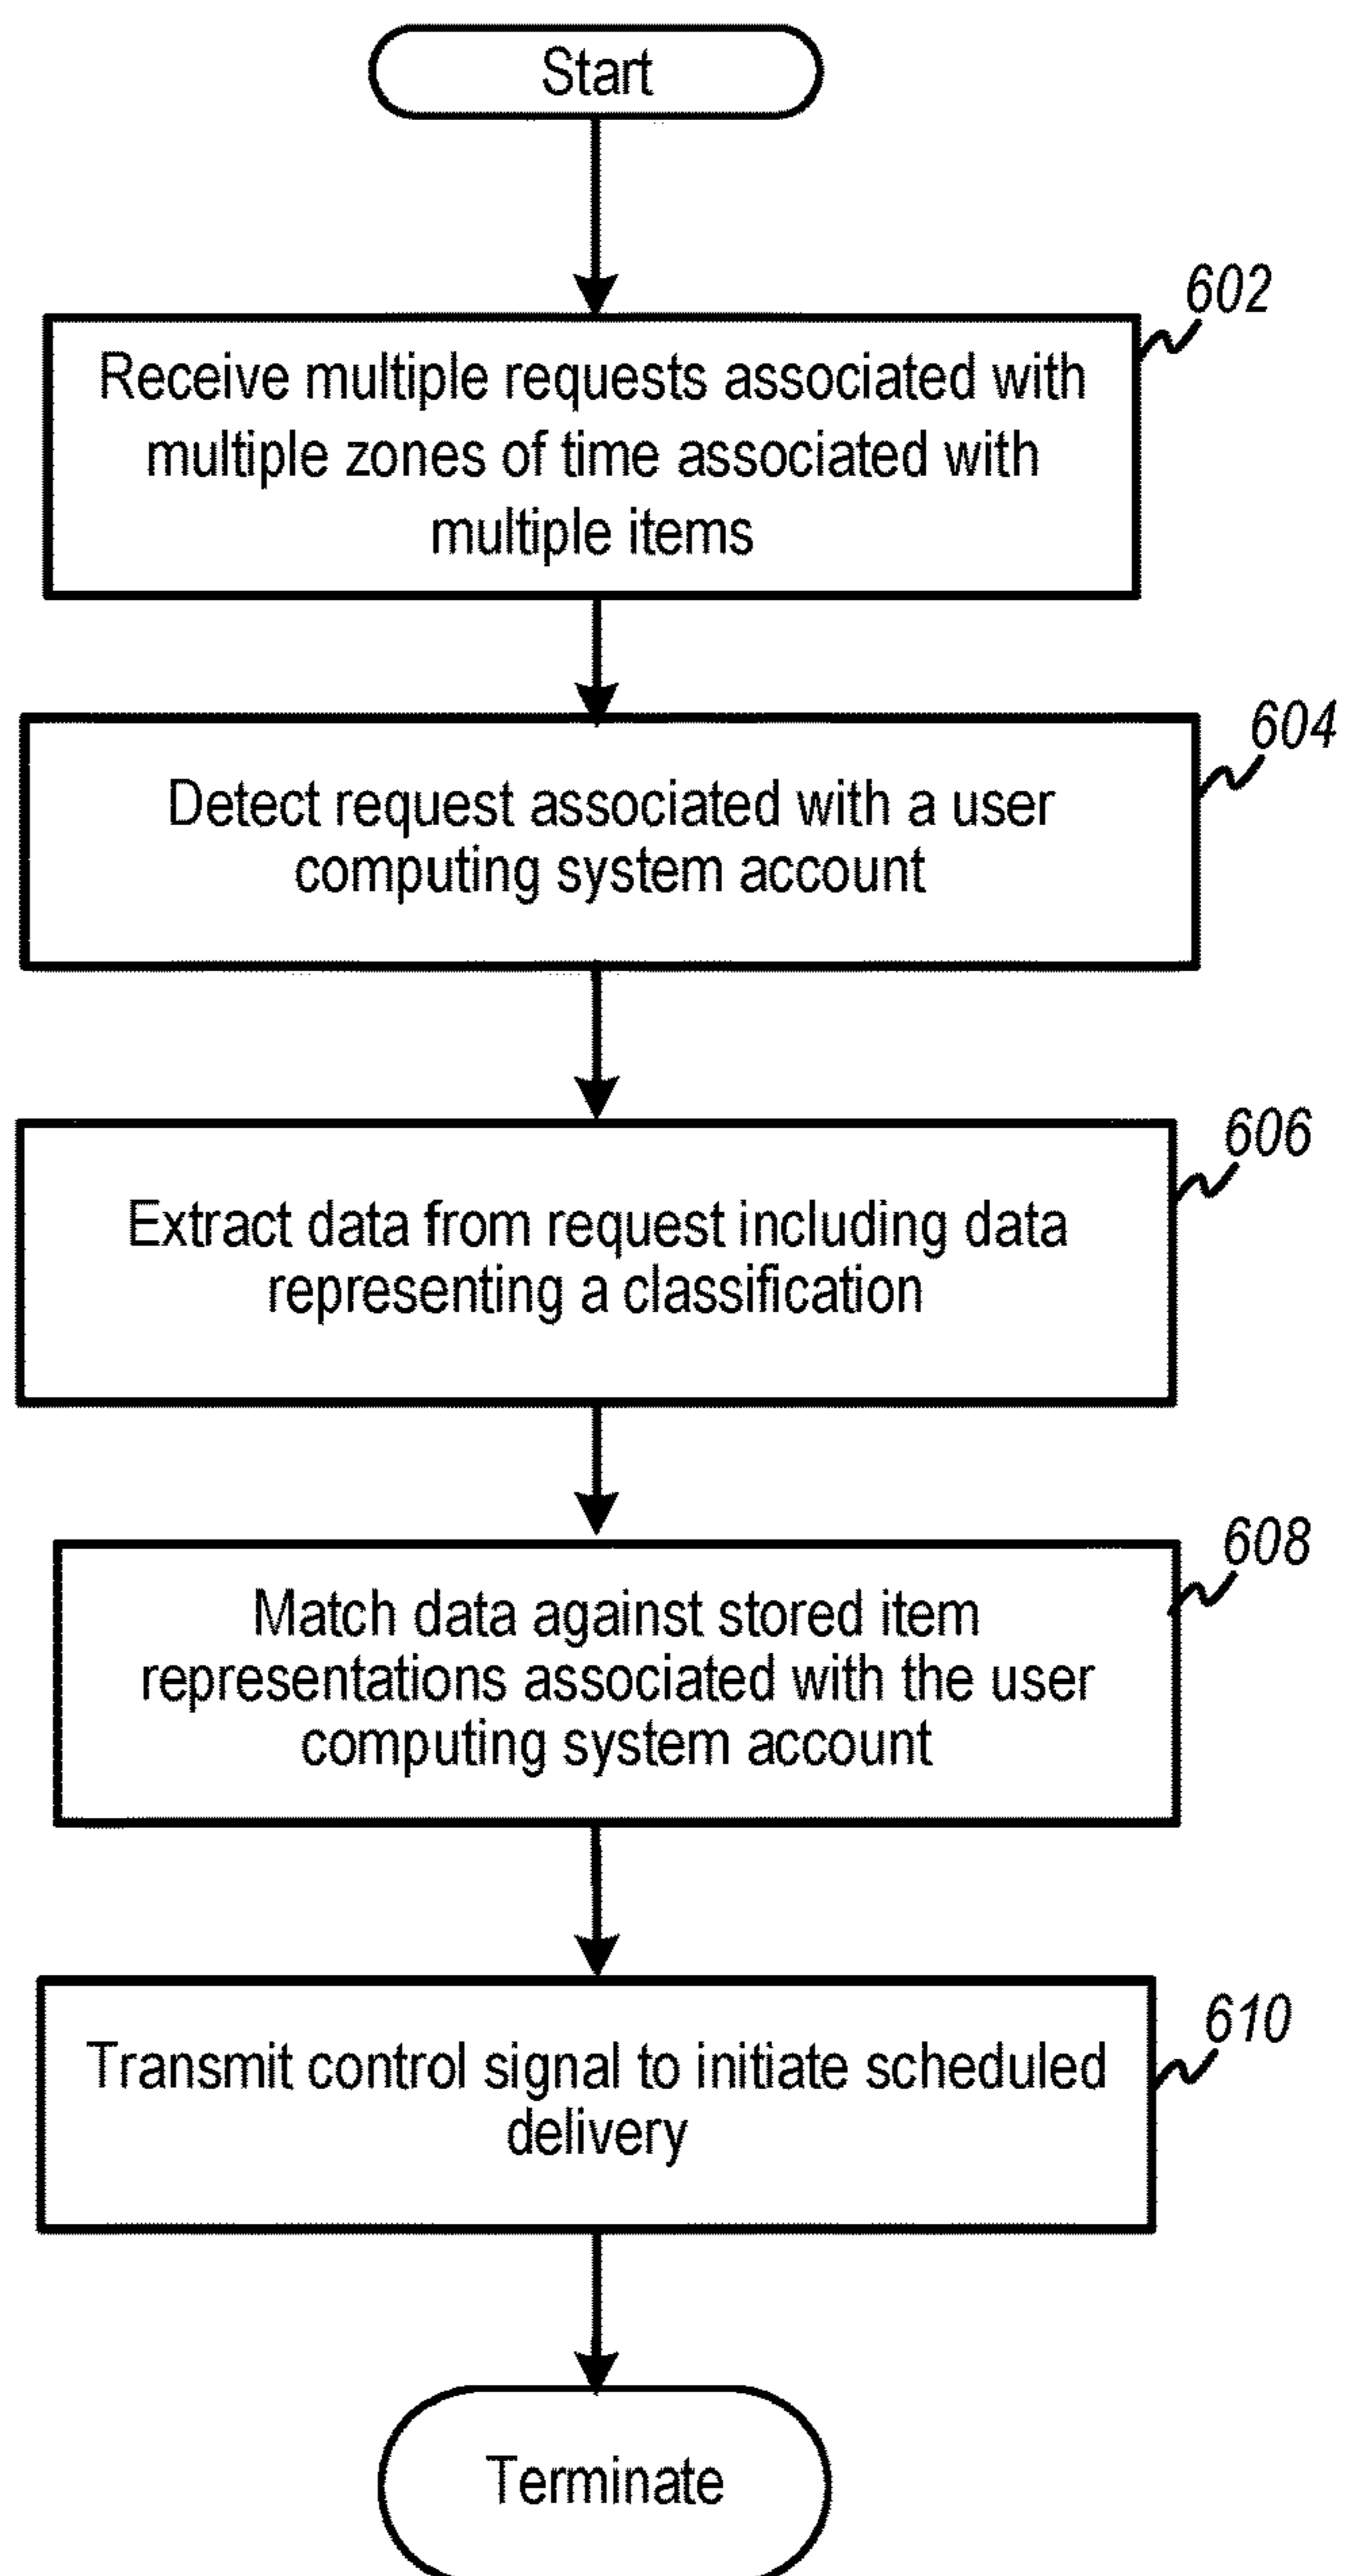 Start
602
Receive multiple requests associated with
multiple zones of time associated with
multiple items
604
Detect request associated with a user
computing system account
606
Extract data from request including data
representing a classification
608
Match data against stored item
representations associated with the user
computing system account
610
Transmit control signal to initiate scheduled
delivery
Terminate